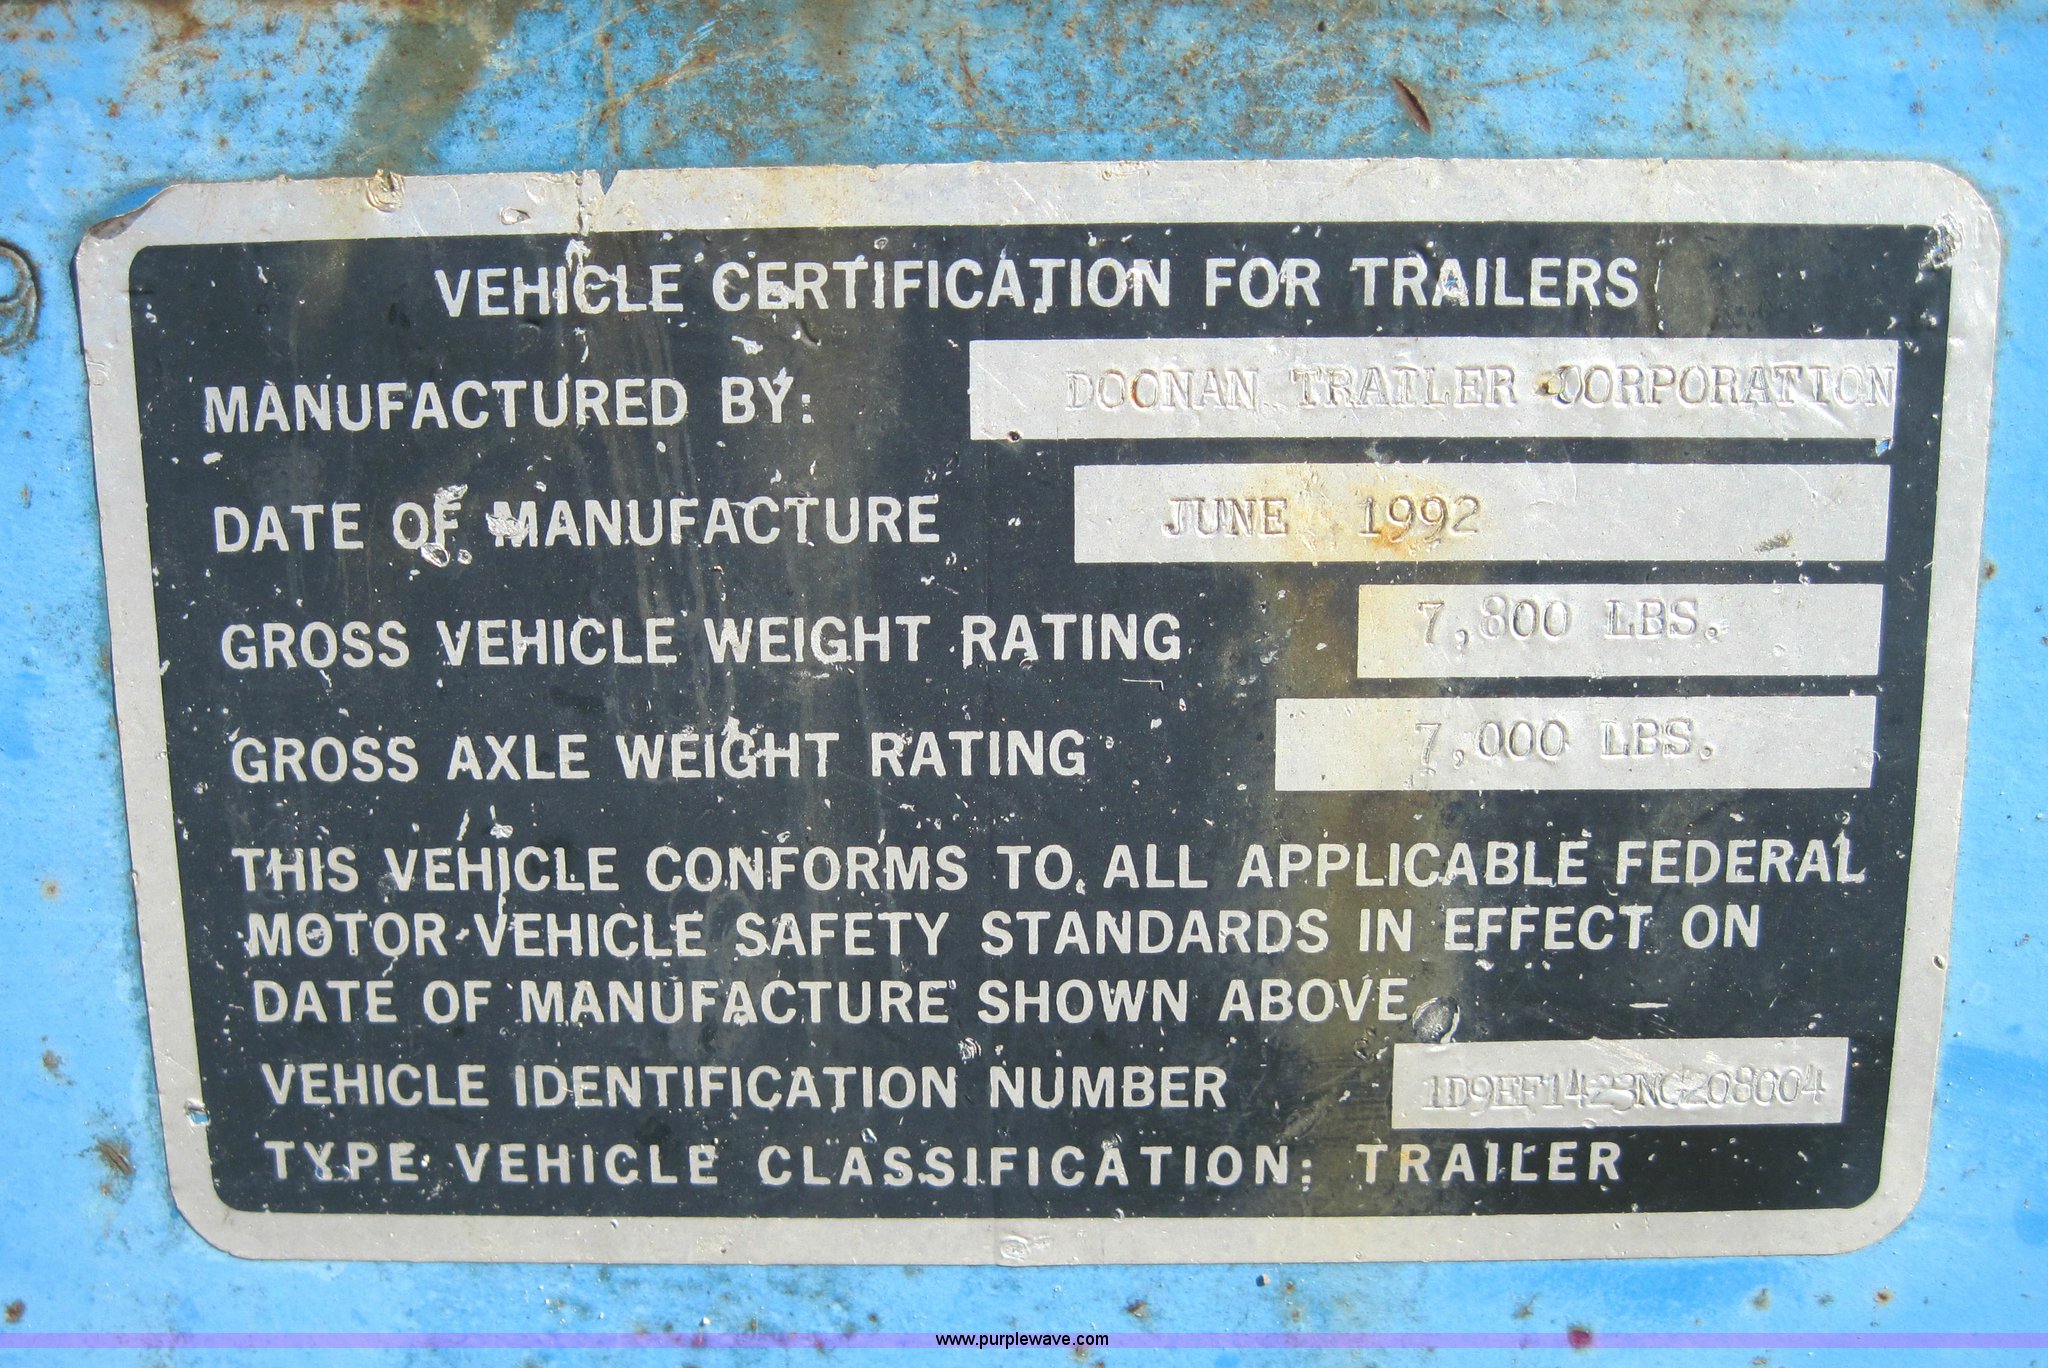 VEHICLE CERTIFICATION FOR TRAILERS
MANUFACTURED BY: DOONAN TRAILER CORPORATION
DATE OF MANUFACTURE JUNE 1992
GROSS VEHICLE WEIGHT RATING 7,800 LBS.
GROSS AXLE WEIGHT RATING 7,000 LBS.
THIS VEHICLE CONFORMS TO ALL APPLICABLE FEDERAL
MOTOR VEHICLE SAFETY STANDARDS IN EFFECT ON
DATE OF MANUFACTURE SHOWN ABOVE
VEHICLE IDENTIFICATION NUMBER 1D9EF1423NC208004
TYPE VEHICLE CLASSIFICATION: TRAILER
www.purplewave.com